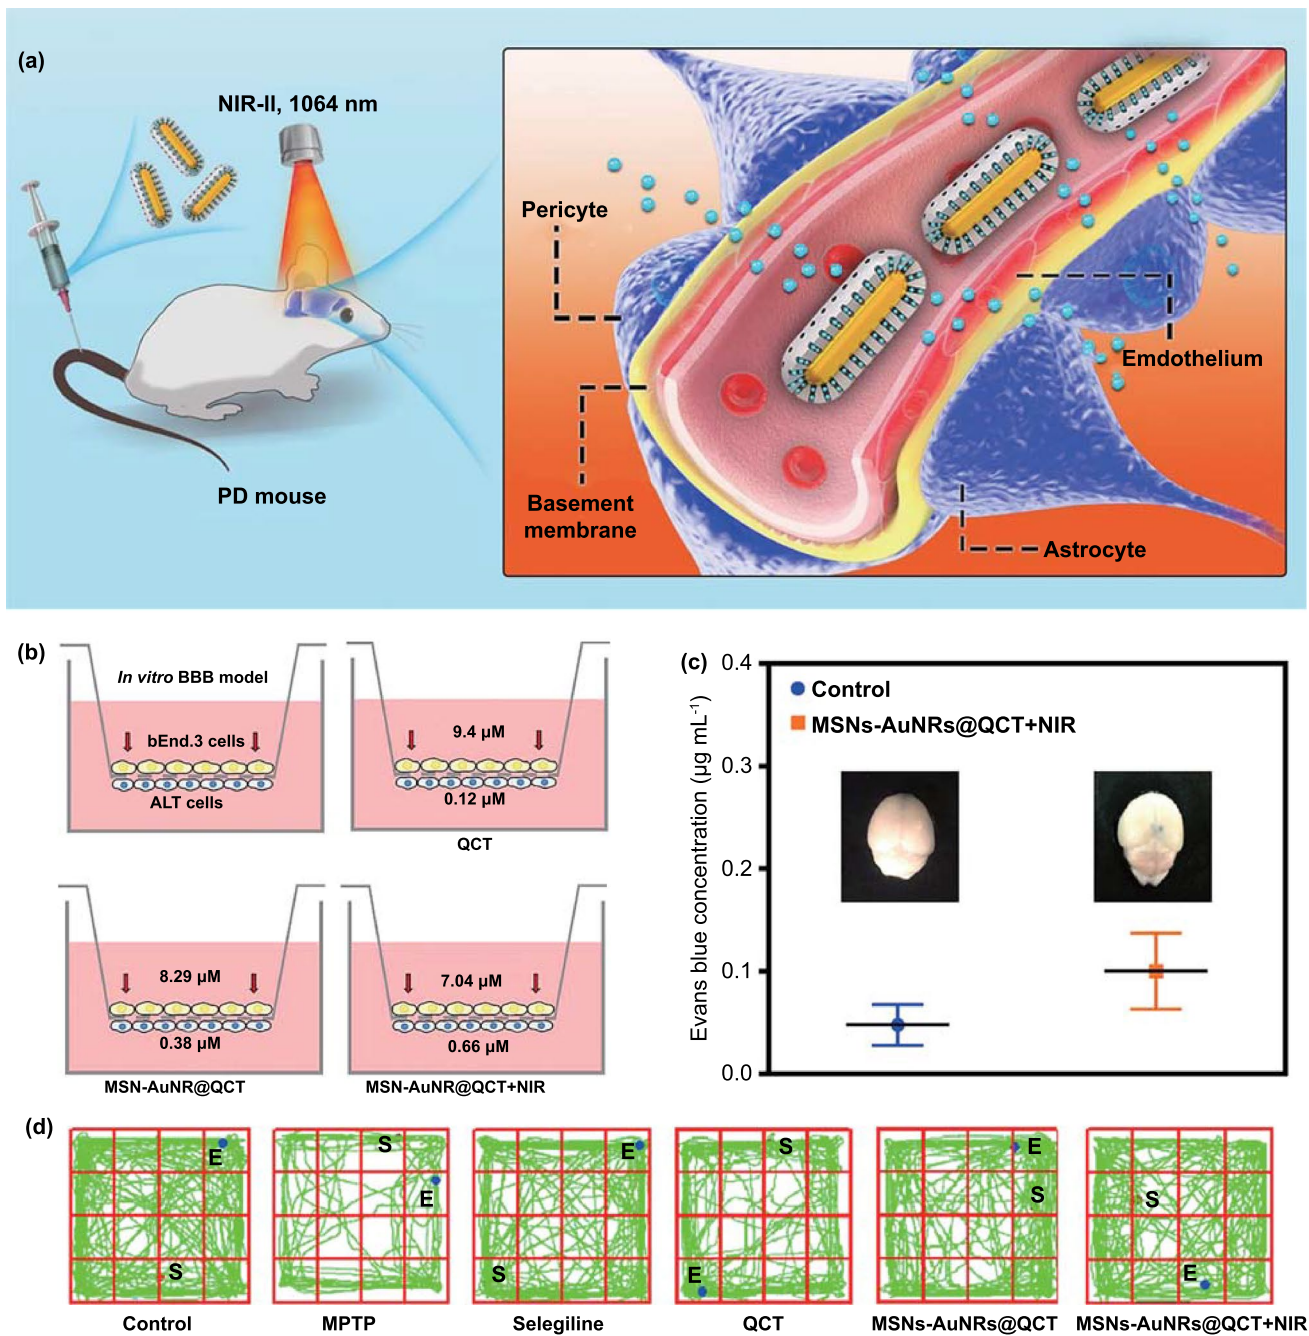 (a)
NIR-II, 1064 nm
PD mouse
Pericyte
Emdothelium
Basement
membrane
Astrocyte
(b)
In vitro BBB model
bEnd.3 cells
ALT cells
9.4 µM
0.12 µM
QCT
8.29 µM
0.38 µM
MSN-AuNR@QCT
7.04 µM
0.66 µM
MSN-AuNR@QCT+NIR
(c)
Evans blue concentration (µg mL-1)
0.4
0.3
0.2
0.1
0.0
Control
MSNs-AuNRs@QCT+NIR
(d)
E
S
Control
S
E
MPTP
E
S
Selegiline
S
E
QCT
E
S
MSNs-AuNRs@QCT
S
E
MSNs-AuNRs@QCT+NIR